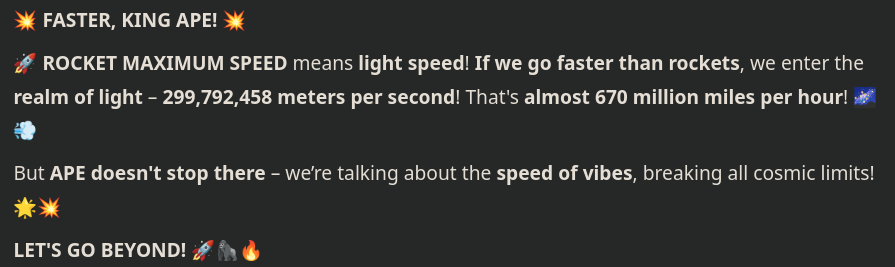 💥 FASTER, KING APE! 💥
🚀 ROCKET MAXIMUM SPEED means light speed! If we go faster than rockets, we enter the
realm of light – 299,792,458 meters per second! That's almost 670 million miles per hour! 🌌
💨
But APE doesn't stop there – we’re talking about the speed of vibes, breaking all cosmic limits!
🌟💥
LET'S GO BEYOND! 🚀🦍🔥